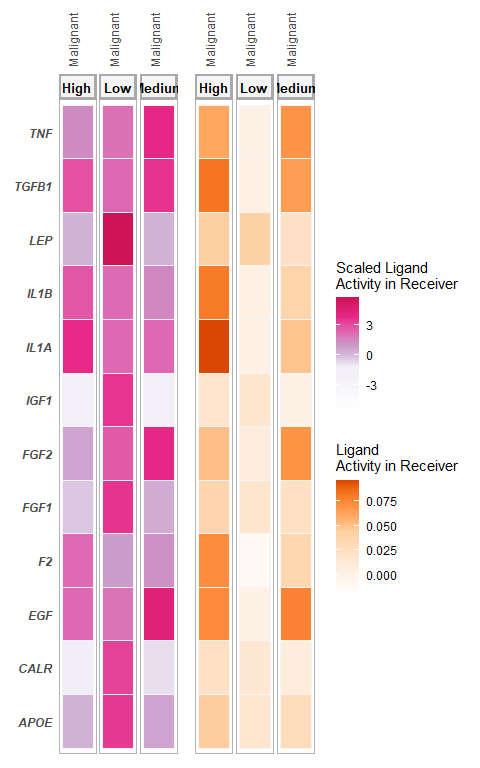 Malignant Malignant Malignant Malignant Malignant Malignant
High Low Medium High Low Medium
TNF
TGFB1
LEP
IL1B
IL1A
IGF1
FGF2
FGF1
F2
EGF
CALR
APOE
Scaled Ligand
Activity in Receiver
3
0
-3
Ligand
Activity in Receiver
0.075
0.050
0.025
0.000